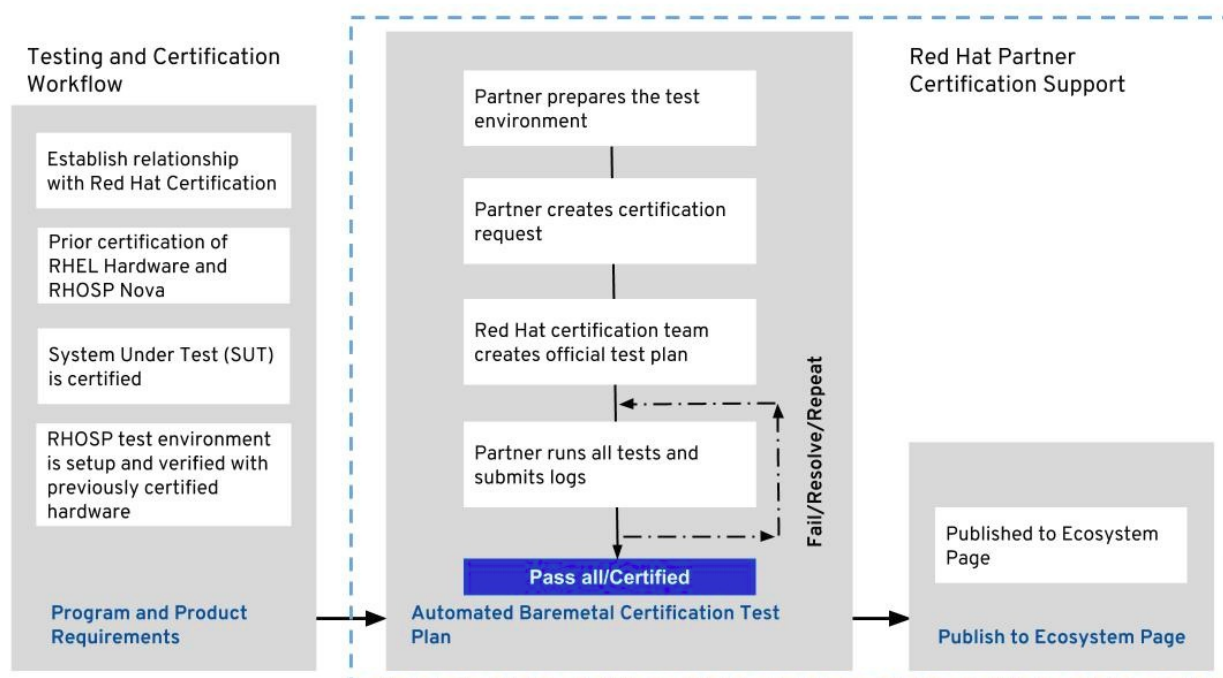 Testing and Certification
Workflow
Establish relationship
with Red Hat Certification
Prior certification of
RHEL Hardware and
RHOSP Nova
System Under Test (SUT)
is certified
RHOSP test environment
is setup and verified with
previously certified
hardware
Program and Product
Requirements
Partner prepares the test
environment
Partner creates certification
request
Red Hat certification team
creates official test plan
Partner runs all tests and
submits logs
Fail/Resolve/Repeat
Pass all/Certified
Automated Baremetal Certification Test
Plan
Red Hat Partner
Certification Support
Published to Ecosystem
Page
Publish to Ecosystem Page